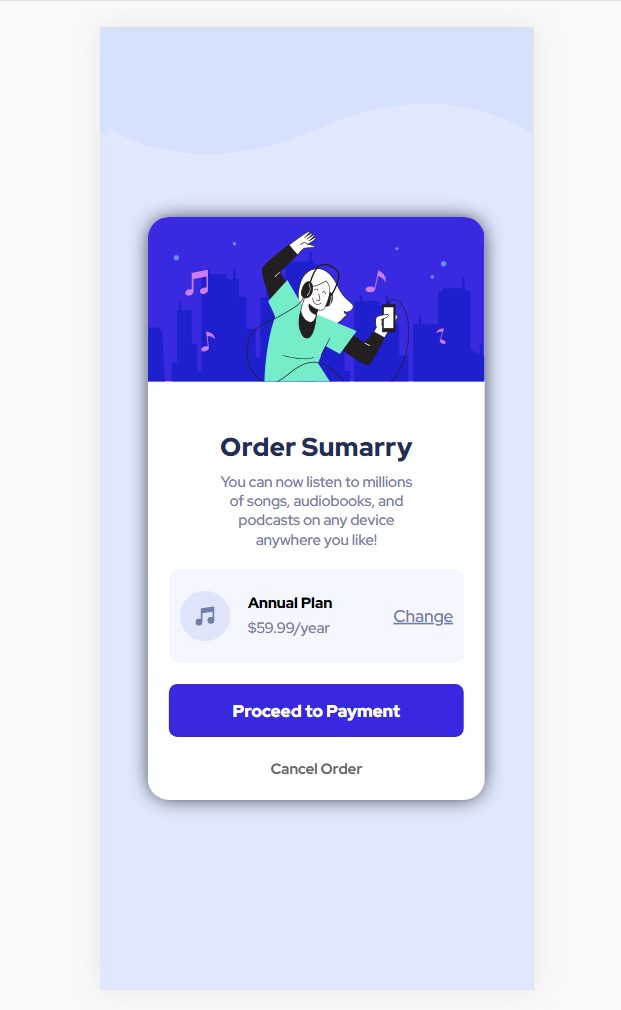 Order Sumarry
You can now listen to millions
of songs, audiobooks, and
podcasts on any device
anywhere you like!
Annual Plan
$59.99/year
Change
Proceed to Payment
Cancel Order